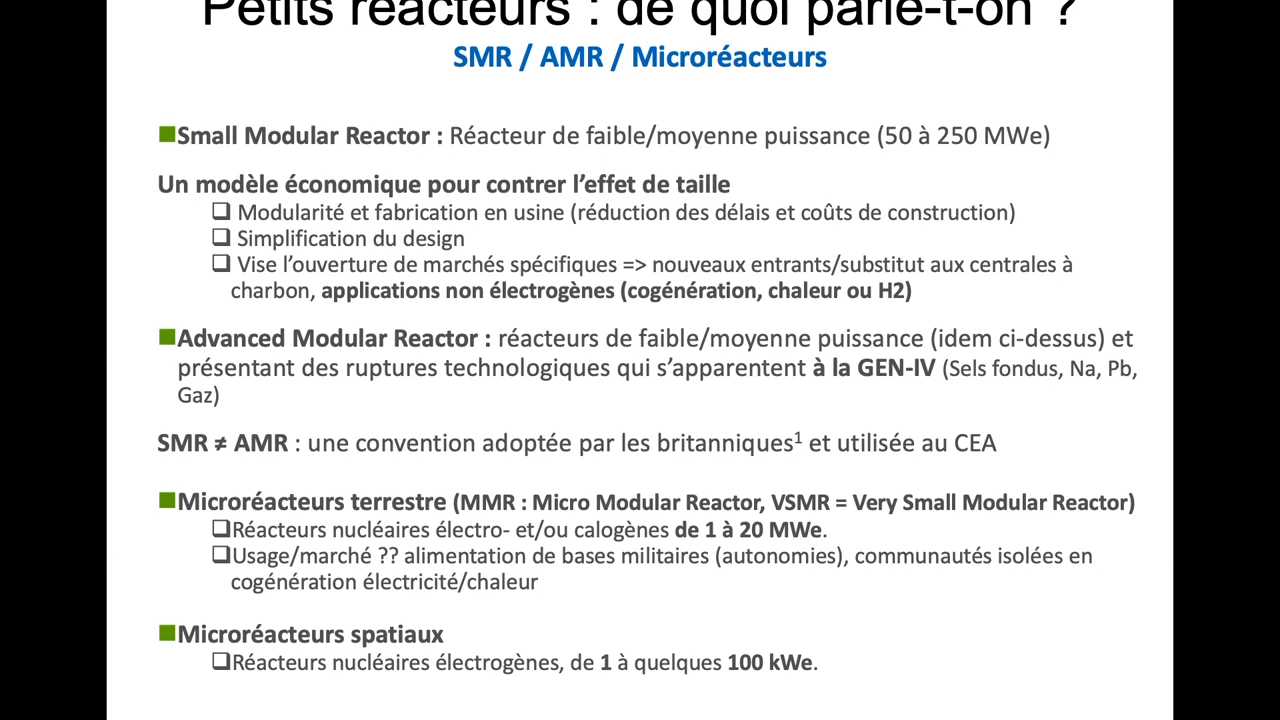 Petits réacteurs : de quoi parle-t-on ?
SMR / AMR / Microréacteurs
Small Modular Reactor : Réacteur de faible/moyenne puissance (50 à 250 MWe)
Un modèle économique pour contrer l’effet de taille
❑ Modularité et fabrication en usine (réduction des délais et coûts de construction)
❑ Simplification du design
❑ Vise l’ouverture de marchés spécifiques => nouveaux entrants/substitut aux centrales à
charbon, applications non électrogènes (cogénération, chaleur ou H2)
Advanced Modular Reactor : réacteurs de faible/moyenne puissance (idem ci-dessus) et
présentant des ruptures technologiques qui s’apparentent à la GEN-IV (Sels fondus, Na, Pb,
Gaz)
SMR ≠ AMR : une convention adoptée par les britanniques¹ et utilisée au CEA
Microréacteurs terrestre (MMR : Micro Modular Reactor, VSMR = Very Small Modular Reactor)
❑Réacteurs nucléaires électro- et/ou calogènes de 1 à 20 MWe.
❑Usage/marché ?? alimentation de bases militaires (autonomies), communautés isolées en
cogénération électricité/chaleur
Microréacteurs spatiaux
❑Réacteurs nucléaires électrogènes, de 1 à quelques 100 kWe.